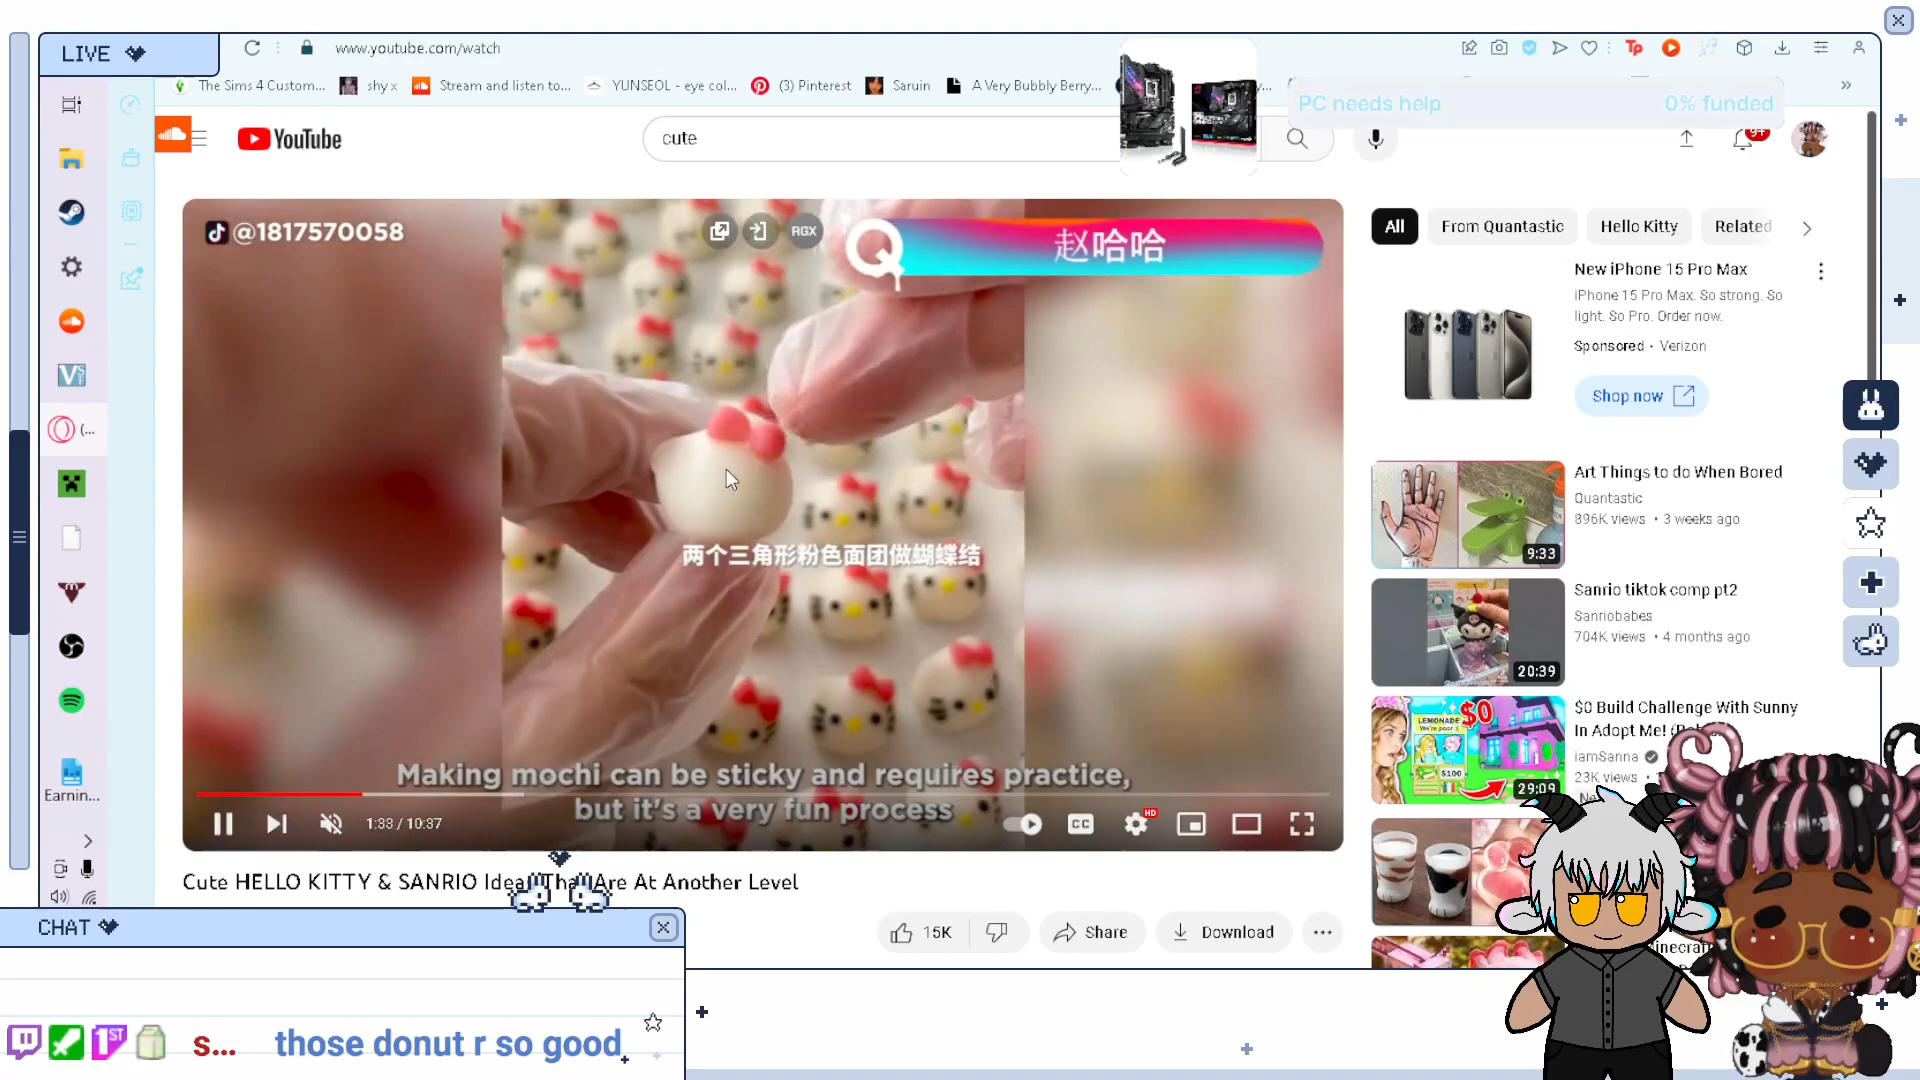 LIVE
www.youtube.com/watch
The Sims 4 Custom...
shy x
Stream and listen to...
YUNSEOL - eye col...
(3) Pinterest
Saruin
A Very Bubbly Berry...
PC needs help
0% funded
YouTube
cute
9+
@1817570058
RGX
赵哈哈
两个三角形粉色面团做蝴蝶结
Making mochi can be sticky and requires practice,
but it's a very fun process
1:33 / 10:37
CC
HD
Cute HELLO KITTY & SANRIO Ideas That Are At Another Level
15K
Share
Download
All
From Quantastic
Hello Kitty
Related
New iPhone 15 Pro Max
iPhone 15 Pro Max. So strong. So
light. So Pro. Order now.
Sponsored • Verizon
Shop now
9:33
Art Things to do When Bored
Quantastic
896K views • 3 weeks ago
20:39
Sanrio tiktok comp pt2
Sanriobabes
704K views • 4 months ago
LEMONADE
$0
$100
29:09
$0 Build Challenge With Sunny
In Adopt Me!
iamSanna
23K views
Earnin...
CHAT
1ST
s...
those donut r so good